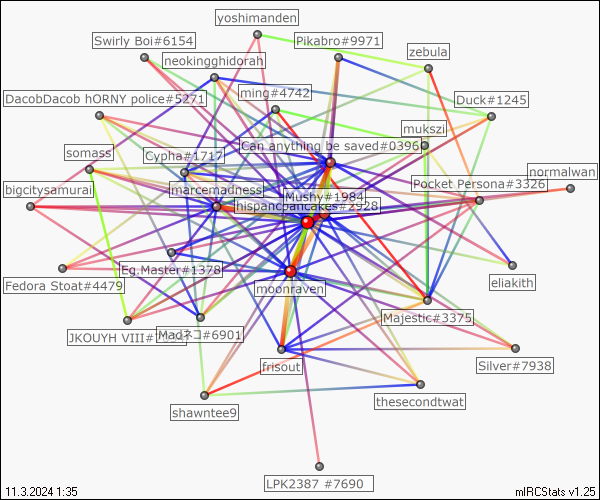 yoshimanden
Swirly Boi#6154
Pikabro#9971
zebula
neokingghidorah
DacobDacob hORNY police#5271
ming#4742
Duck#1245
mukszi
Can anything be saved#0396
somass
Cypha#1717
normalwan
bigcitysamurai
marcemadness
Mushy#1984
Pocket Persona#3326
hispancpancakes#2928
Fedora Stoat#4479
Eg.Master#1378
eliakith
moonraven
Majestic#3375
JKOUYH VIII#
Madネコ#6901
frisout
Silver#7938
shawntee9
thesecondtwat
LPK2387 #7690
11.3.2024 1:35
mIRCStats v1.25